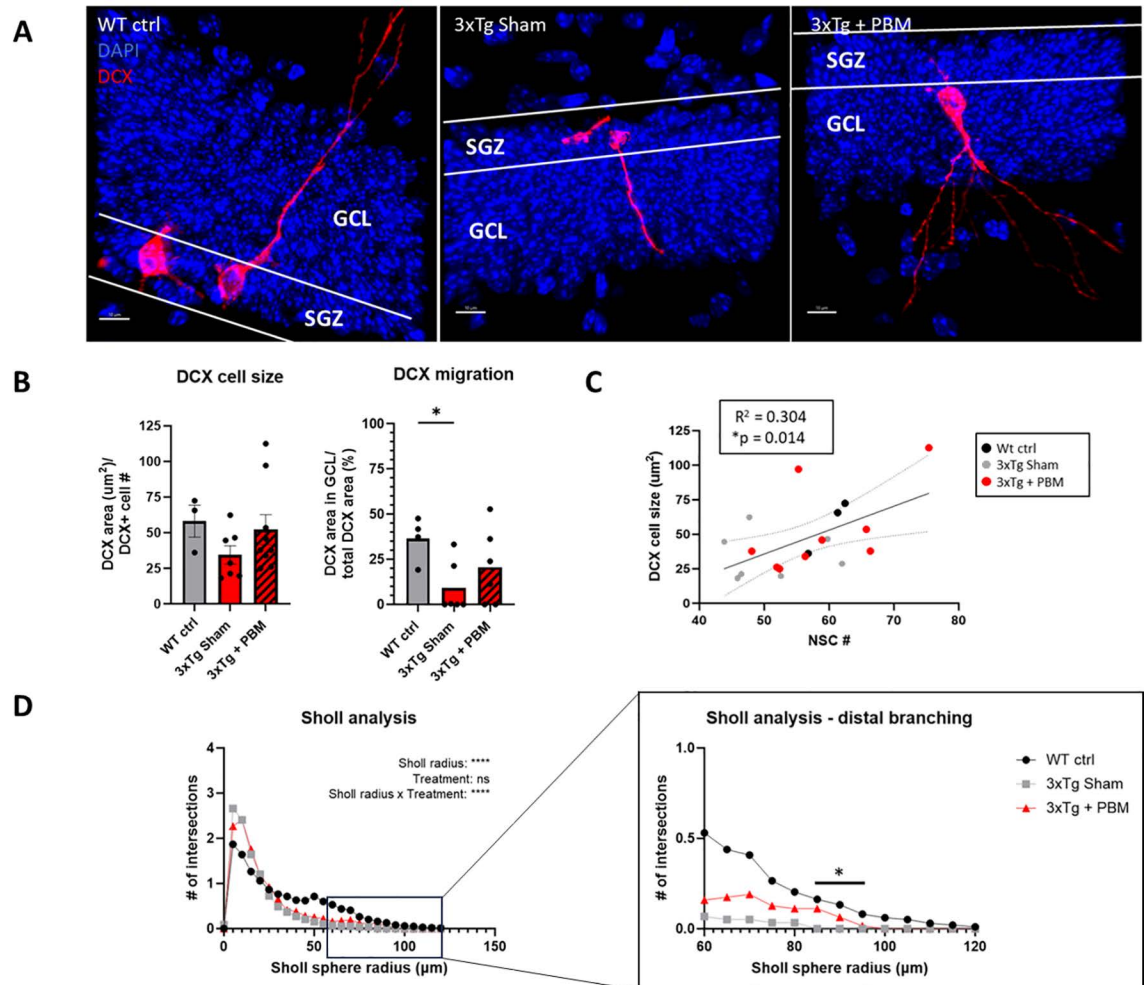 A
WT ctrl
DAPI
DCX
GCL
SGZ
3xTg Sham
SGZ
GCL
3xTg + PBM
SGZ
GCL
B
DCX cell size
DCX area (um²)/
DCX+ cell #
125
100
75
50
25
0
WT ctrl
3xTg Sham
3xTg + PBM
DCX migration
*
DCX area in GCL/
total DCX area (%)
100
75
50
25
0
WT ctrl
3xTg Sham
3xTg + PBM
C
R² = 0.304
*p = 0.014
Wt ctrl
3xTg Sham
3xTg + PBM
DCX cell size (um²)
125
100
75
50
25
0
40 50 60 70 80
NSC #
D
Sholl analysis
Sholl radius: ****
Treatment: ns
Sholl radius x Treatment: ****
# of intersections
4
3
2
1
0
0 50 100 150
Sholl sphere radius (µm)
Sholl analysis - distal branching
WT ctrl
3xTg Sham
3xTg + PBM
*
# of intersections
1.0
0.5
0.0
60 80 100 120
Sholl sphere radius (µm)